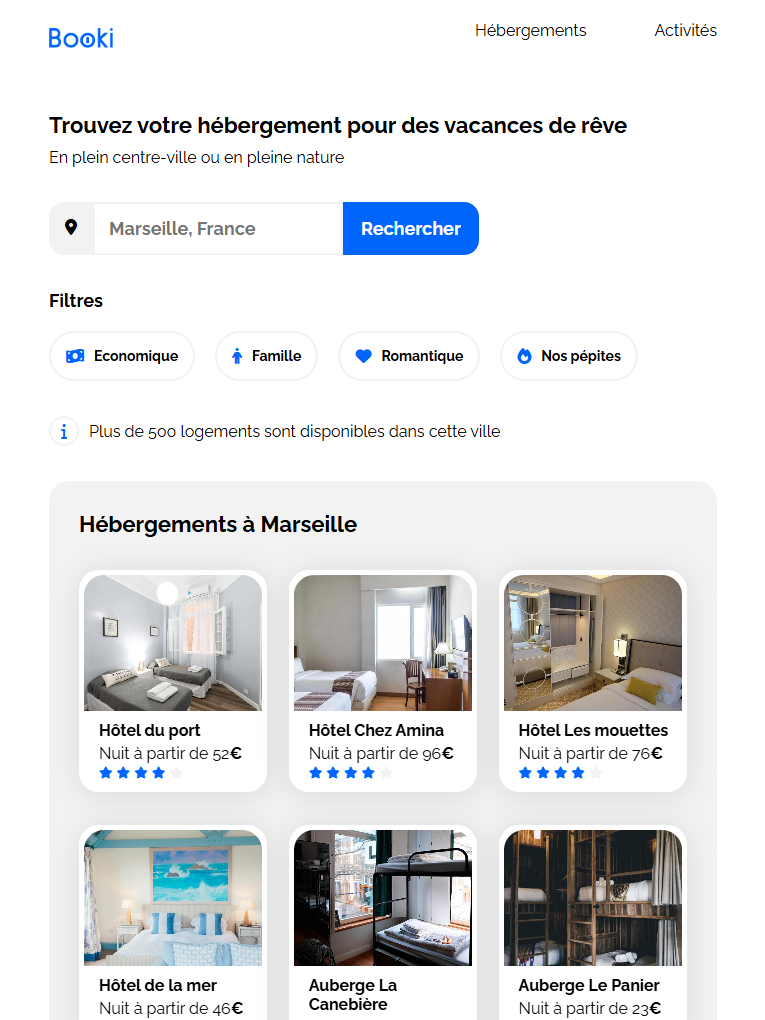 Booki
Hébergements
Activités
Trouvez votre hébergement pour des vacances de rêve
En plein centre-ville ou en pleine nature
Marseille, France
Rechercher
Filtres
Economique
Famille
Romantique
Nos pépites
Plus de 500 logements sont disponibles dans cette ville
Hébergements à Marseille
Hôtel du port
Nuit à partir de 52€
Hôtel Chez Amina
Nuit à partir de 96€
Hôtel Les mouettes
Nuit à partir de 76€
Hôtel de la mer
Nuit à partir de 46€
Auberge La
Canebière
Auberge Le Panier
Nuit à partir de 23€